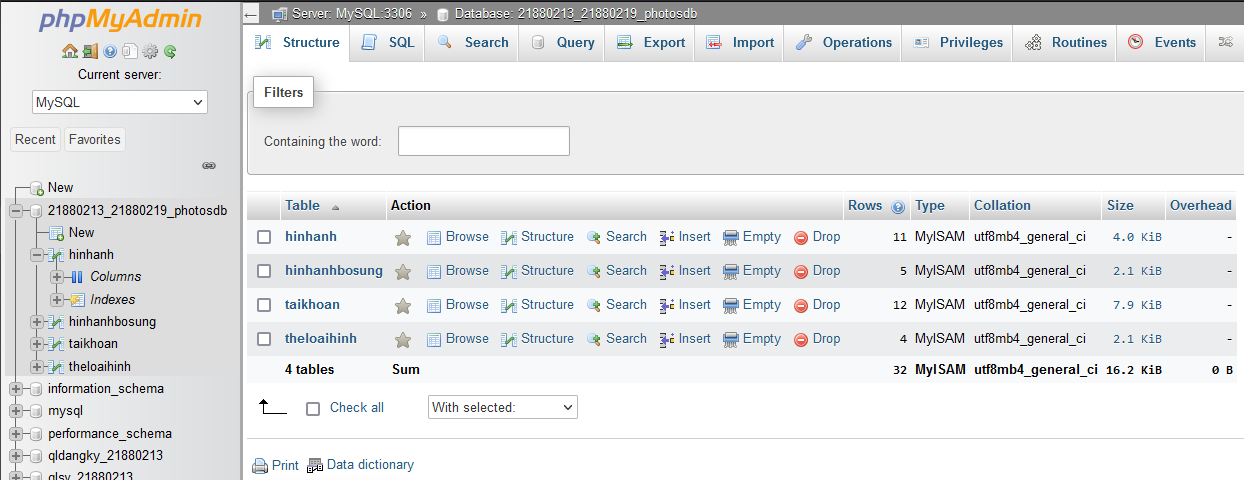 phpMyAdmin
Current server:
MySQL
Recent Favorites
New
21880213_21880219_photosdb
New
hinhanh
Columns
Indexes
hinhanhbosung
taikhoan
theloaihinh
information_schema
mysql
performance_schema
qldangky_21880213
qlsv_21880213
Server: MySQL:3306 » Database: 21880213_21880219_photosdb
Structure SQL Search Query Export Import Operations Privileges Routines Events
Filters
Containing the word:
Table Action Rows Type Collation Size Overhead
hinhanh Browse Structure Search Insert Empty Drop 11 MyISAM utf8mb4_general_ci 4.0 KiB -
hinhanhbosung Browse Structure Search Insert Empty Drop 5 MyISAM utf8mb4_general_ci 2.1 KiB -
taikhoan Browse Structure Search Insert Empty Drop 12 MyISAM utf8mb4_general_ci 7.9 KiB -
theloaihinh Browse Structure Search Insert Empty Drop 4 MyISAM utf8mb4_general_ci 2.1 KiB -
4 tables Sum 32 MyISAM utf8mb4_general_ci 16.2 KiB 0 B
Check all With selected:
Print Data dictionary